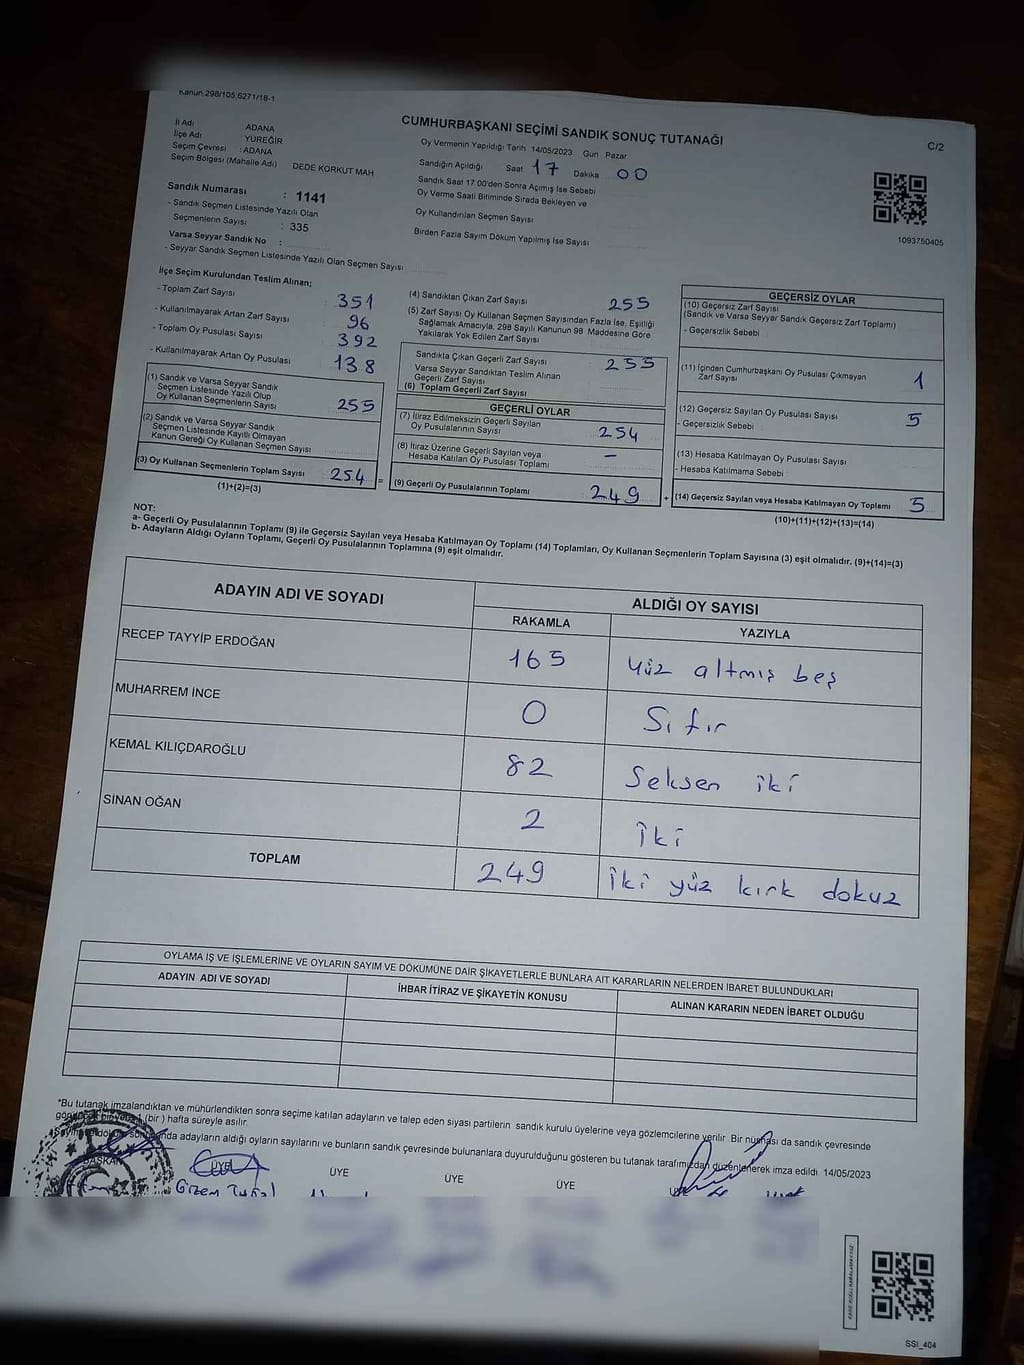 Kanun 298/105,6271/18-1
CUMHURBAŞKANI SEÇİMİ SANDIK SONUÇ TUTANAĞI
C/2
İl Adı ADANA
İlçe Adı YÜREĞİR
Seçim Çevresi : ADANA
Seçim Bölgesi (Mahalle Adı) DEDE KORKUT MAH
Sandık Numarası : 1141
- Sandık Seçmen Listesinde Yazılı Olan
Seçmenlerin Sayısı : 335
Varsa Seyyar Sandık No :
- Seyyar Sandık Seçmen Listesinde Yazılı Olan Seçmen Sayısı
Oy Vermenin Yapıldığı Tarih 14/05/2023 Gün Pazar
Sandığın Açıldığı Saat 17 Dakika 00
Sandık Saat 17 00'den Sonra Açımış İse Sebebi
Oy Verme Saati Bitiminde Sırada Bekleyen ve
Oy Kullandırılan Seçmen Sayısı
Birden Fazla Sayım Döküm Yapılmış İse Sayısı
1093750405
İlçe Seçim Kurulundan Teslim Alınan;
- Toplam Zarf Sayısı 351
- Kullanılmayarak Artan Zarf Sayısı 96
- Toplam Oy Pusulası Sayısı 392
- Kullanılmayarak Artan Oy Pusulası 138
(1) Sandık ve Varsa Seyyar Sandık
Seçmen Listesinde Yazılı Olup
Oy Kullanan Seçmenlerin Sayısı 255
(2) Sandık ve Varsa Seyyar Sandık
Seçmen Listesinde Kayıtlı Olmayan
Kanun Gereği Oy Kullanan Seçmen Sayısı
(3) Oy Kullanan Seçmenlerin Toplam Sayısı 254 =
(1)+(2)=(3)
(4) Sandıktan Çıkan Zarf Sayısı 255
(5) Zarf Sayısı Oy Kullanan Seçmen Sayısından Fazla İse, Eşitliği
Sağlamak Amacıyla, 298 Sayılı Kanunun 98 Maddesine Göre
Yakılarak Yok Edilen Zarf Sayısı
Sandıkta Çıkan Geçerli Zarf Sayısı 255
Varsa Seyyar Sandıktan Teslim Alınan
Geçerli Zarf Sayısı
(6) Toplam Geçerli Zarf Sayısı
GEÇERLİ OYLAR
(7) İtiraz Edilmeksizin Geçerli Sayılan
Oy Pusulalarının Sayısı 254
(8) İtiraz Üzerine Geçerli Sayılan veya
Hesaba Katılan Oy Pusulası Toplamı –
(9) Geçerli Oy Pusulalarının Toplamı 249 +
GEÇERSİZ OYLAR
(10) Geçersiz Zarf Sayısı
(Sandık ve Varsa Seyyar Sandık Geçersiz Zarf Toplamı)
- Geçersizlik Sebebi
(11) İçinden Cumhurbaşkanı Oy Pusulası Çıkmayan
Zarf Sayısı 1
(12) Geçersiz Sayılan Oy Pusulası Sayısı 5
- Geçersizlik Sebebi
(13) Hesaba Katılmayan Oy Pusulası Sayısı
- Hesaba Katılmama Sebebi
(14) Geçersiz Sayılan veya Hesaba Katılmayan Oy Toplamı 5
(10)+(11)+(12)+(13)=(14)
NOT:
a- Geçerli Oy Pusulalarının Toplamı (9) ile Geçersiz Sayılan veya Hesaba Katılmayan Oy Toplamı (14) Toplamları, Oy Kullanan Seçmenlerin Toplam Sayısına (3) eşit olmalıdır. (9)+(14)=(3)
b- Adayların Aldığı Oyların Toplamı, Geçerli Oy Pusulalarının Toplamına (9) eşit olmalıdır.
ADAYIN ADI VE SOYADI
ALDIĞI OY SAYISI
RAKAMLA YAZIYLA
RECEP TAYYİP ERDOĞAN 165 yüz altmış beş
MUHARREM İNCE 0 Sıfır
KEMAL KILIÇDAROĞLU 82 Seksen iki
SİNAN OĞAN 2 İki
TOPLAM 249 İki yüz kırk dokuz
OYLAMA İŞ VE İŞLEMLERİNE VE OYLARIN SAYIM VE DÖKÜMÜNE DAİR ŞİKAYETLERLE BUNLARA AİT KARARLARIN NELERDEN İBARET BULUNDUKLARI
ADAYIN ADI VE SOYADI İHBAR İTİRAZ VE ŞİKAYETİN KONUSU ALINAN KARARIN NEDEN İBARET OLDUĞU
*Bu tutanak imzalandıktan ve mühürlendikten sonra seçime katılan adayların ve talep eden siyasi partilerin sandık kurulu üyelerine veya gözlemcilerine verilir Bir nüshası da sandık çevresinde
bir yere 1 (bir ) hafta süreyle asılır.
sonunda adayların aldığı oyların sayılarını ve bunların sandık çevresinde bulunanlara duyurulduğunu gösteren bu tutanak tarafımızdan düzenlenerek imza edildi 14/05/2023
BAŞKAN ÜYE ÜYE ÜYE ÜYE
Gizem
SSI_404